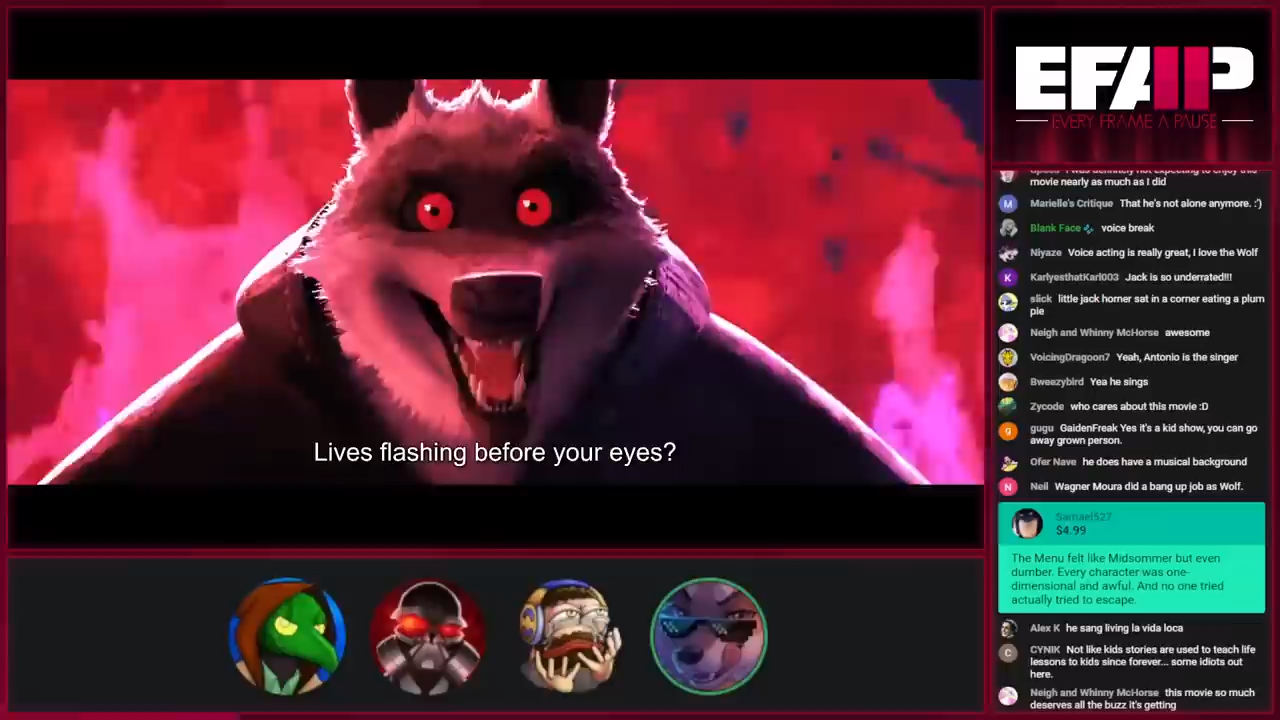 Lives flashing before your eyes?
EFAP
EVERY FRAME A PAUSE
movie nearly as much as I did
Marielle's Critique That he's not alone anymore. :')
Blank Face voice break
Niyaze Voice acting is really great, I love the Wolf
KarlyesthatKarl003 Jack is so underrated!!!
slick little jack horner sat in a corner eating a plum
pie
Neigh and Whinny McHorse awesome
VoicingDragoon7 Yeah, Antonio is the singer
Bweezybird Yea he sings
Zycode who cares about this movie :D
gugu GaidenFreak Yes it's a kid show, you can go
away grown person.
Ofer Nave he does have a musical background
Neil Wagner Moura did a bang up job as Wolf.
Samael527
$4.99
The Menu felt like Midsommer but even
dumber. Every character was one-
dimensional and awful. And no one tried
actually tried to escape.
Alex K he sang living la vida loca
CYNIK Not like kids stories are used to teach life
lessons to kids since forever... some idiots out
here.
Neigh and Whinny McHorse this movie so much
deserves all the buzz it's getting